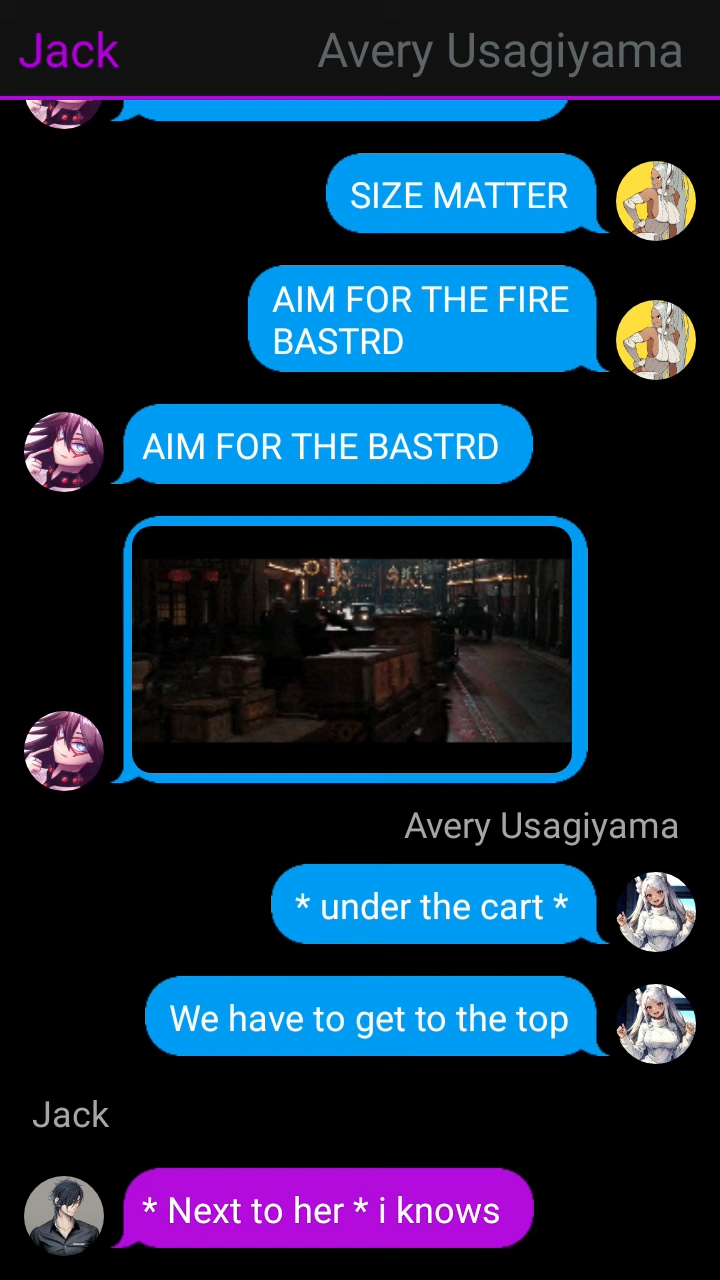 Jack
Avery Usagiyama
SIZE MATTER
AIM FOR THE FIRE
BASTRD
AIM FOR THE BASTRD
Avery Usagiyama
* under the cart *
We have to get to the top
Jack
* Next to her * i knows